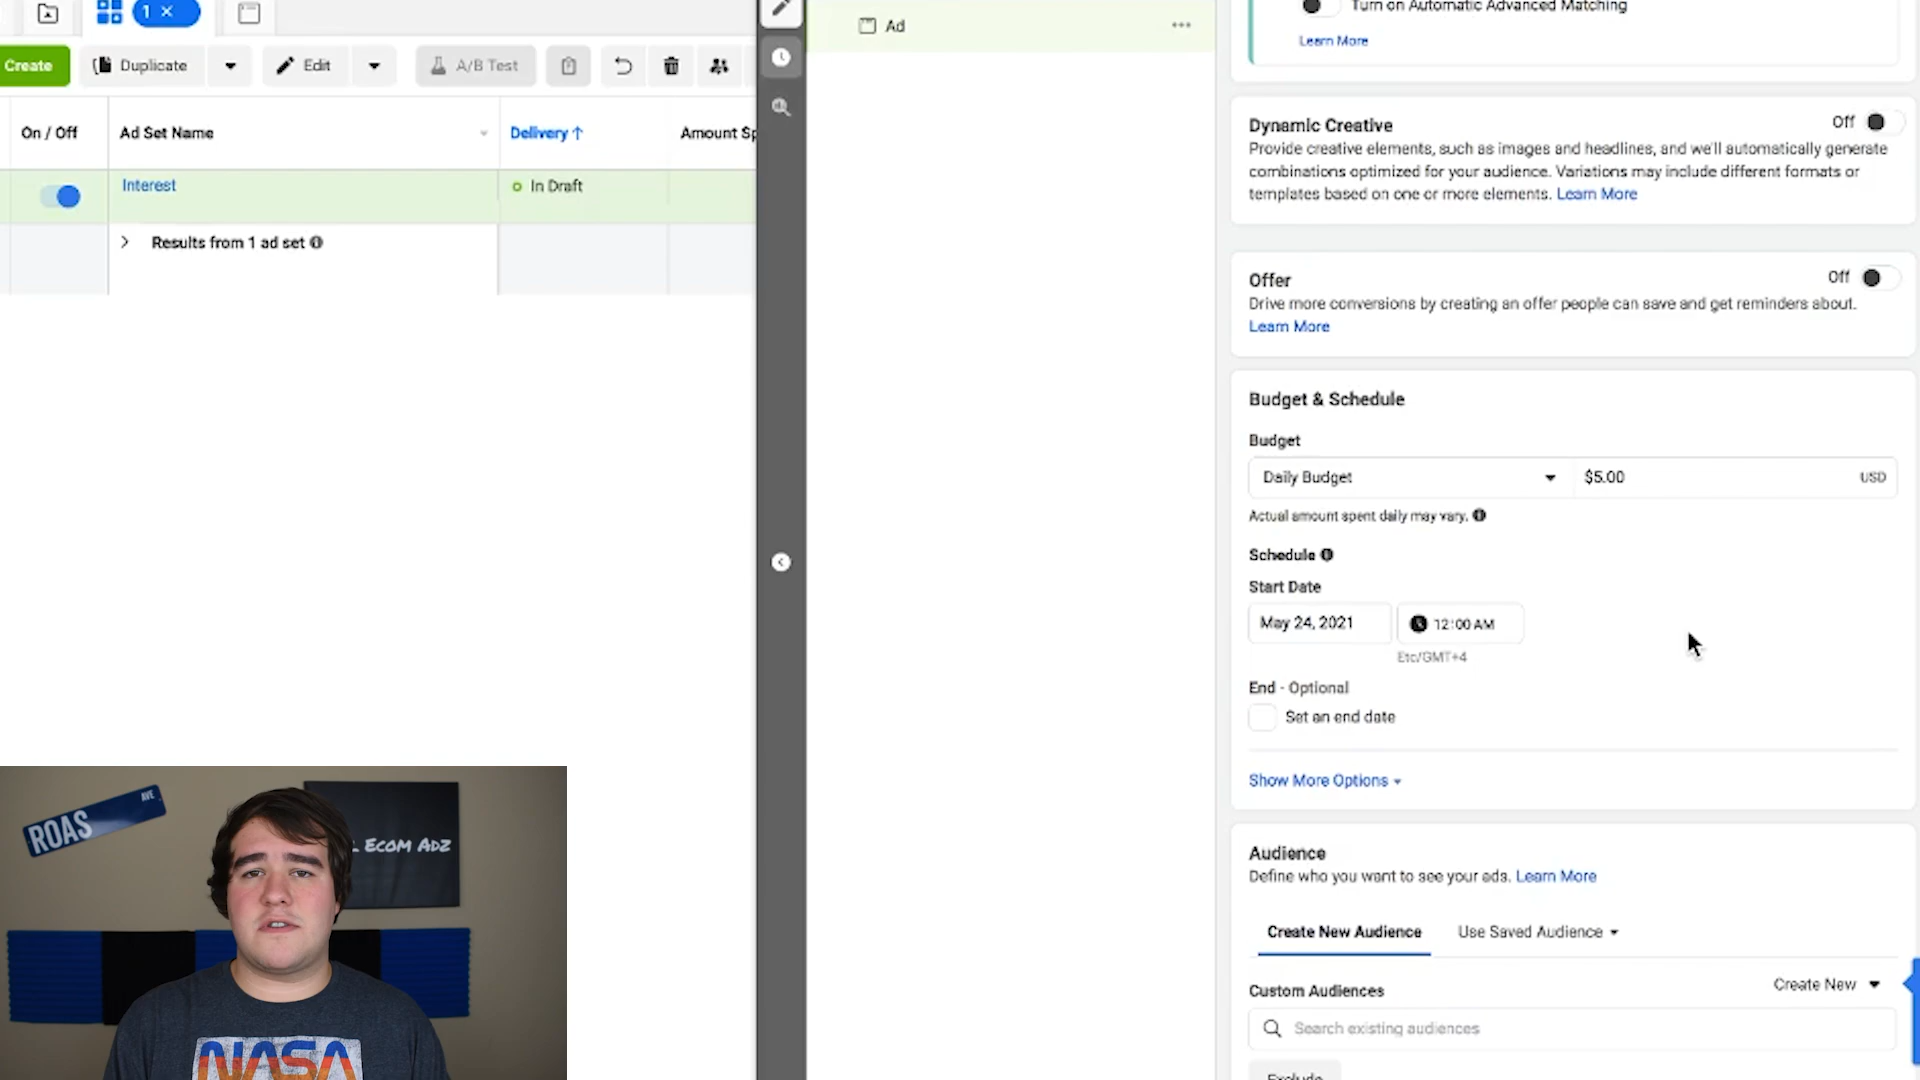 1 ×
Create
Duplicate
Edit
A/B Test
On / Off
Ad Set Name
Delivery ↑
Amount Sp
Interest
In Draft
Results from 1 ad set
Ad
Turn on Automatic Advanced Matching
Learn More
Dynamic Creative
Off
Provide creative elements, such as images and headlines, and we'll automatically generate
combinations optimized for your audience. Variations may include different formats or
templates based on one or more elements. Learn More
Offer
Off
Drive more conversions by creating an offer people can save and get reminders about.
Learn More
Budget & Schedule
Budget
Daily Budget
$5.00
USD
Actual amount spent daily may vary.
Schedule
Start Date
May 24, 2021
12:00 AM
Etc/GMT+4
End - Optional
Set an end date
Show More Options
Audience
Define who you want to see your ads. Learn More
Create New Audience
Use Saved Audience
Custom Audiences
Create New
Search existing audiences
Exclude
ROAS AVE
L ECOM ADZ
NASA